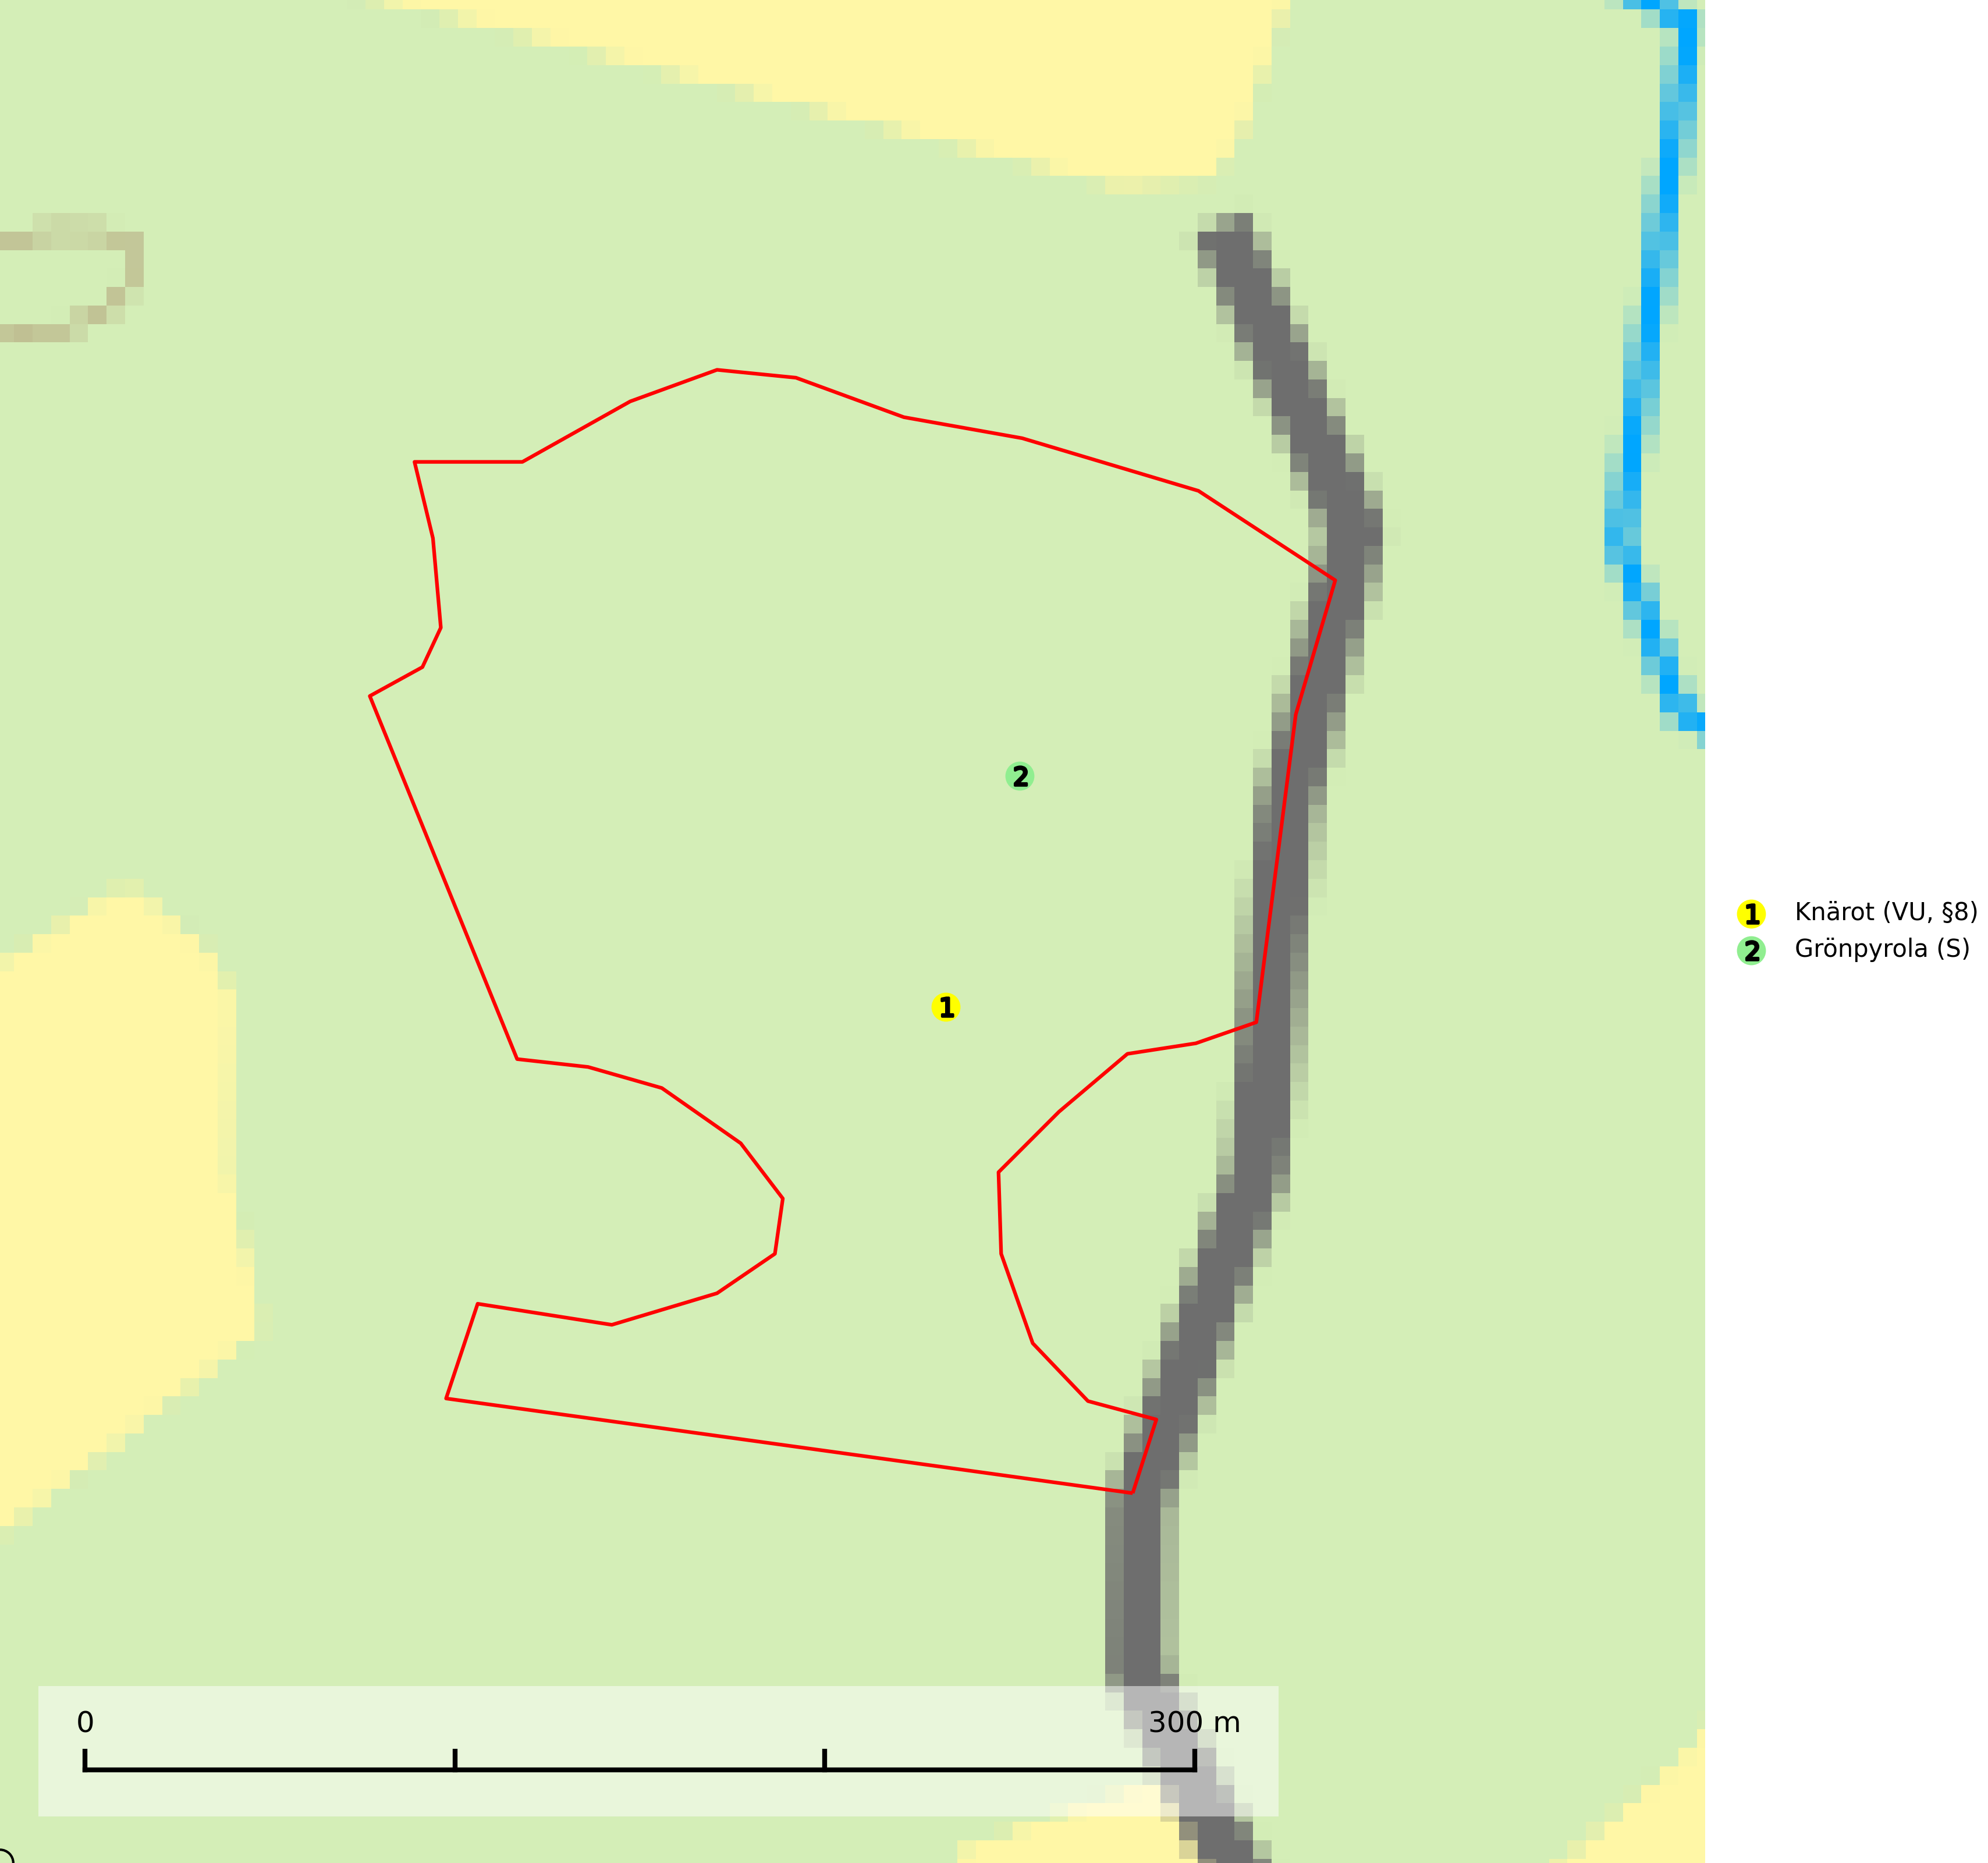 2
1
1 Knärot (VU, §8)
2 Grönpyrola (S)
0 300 m